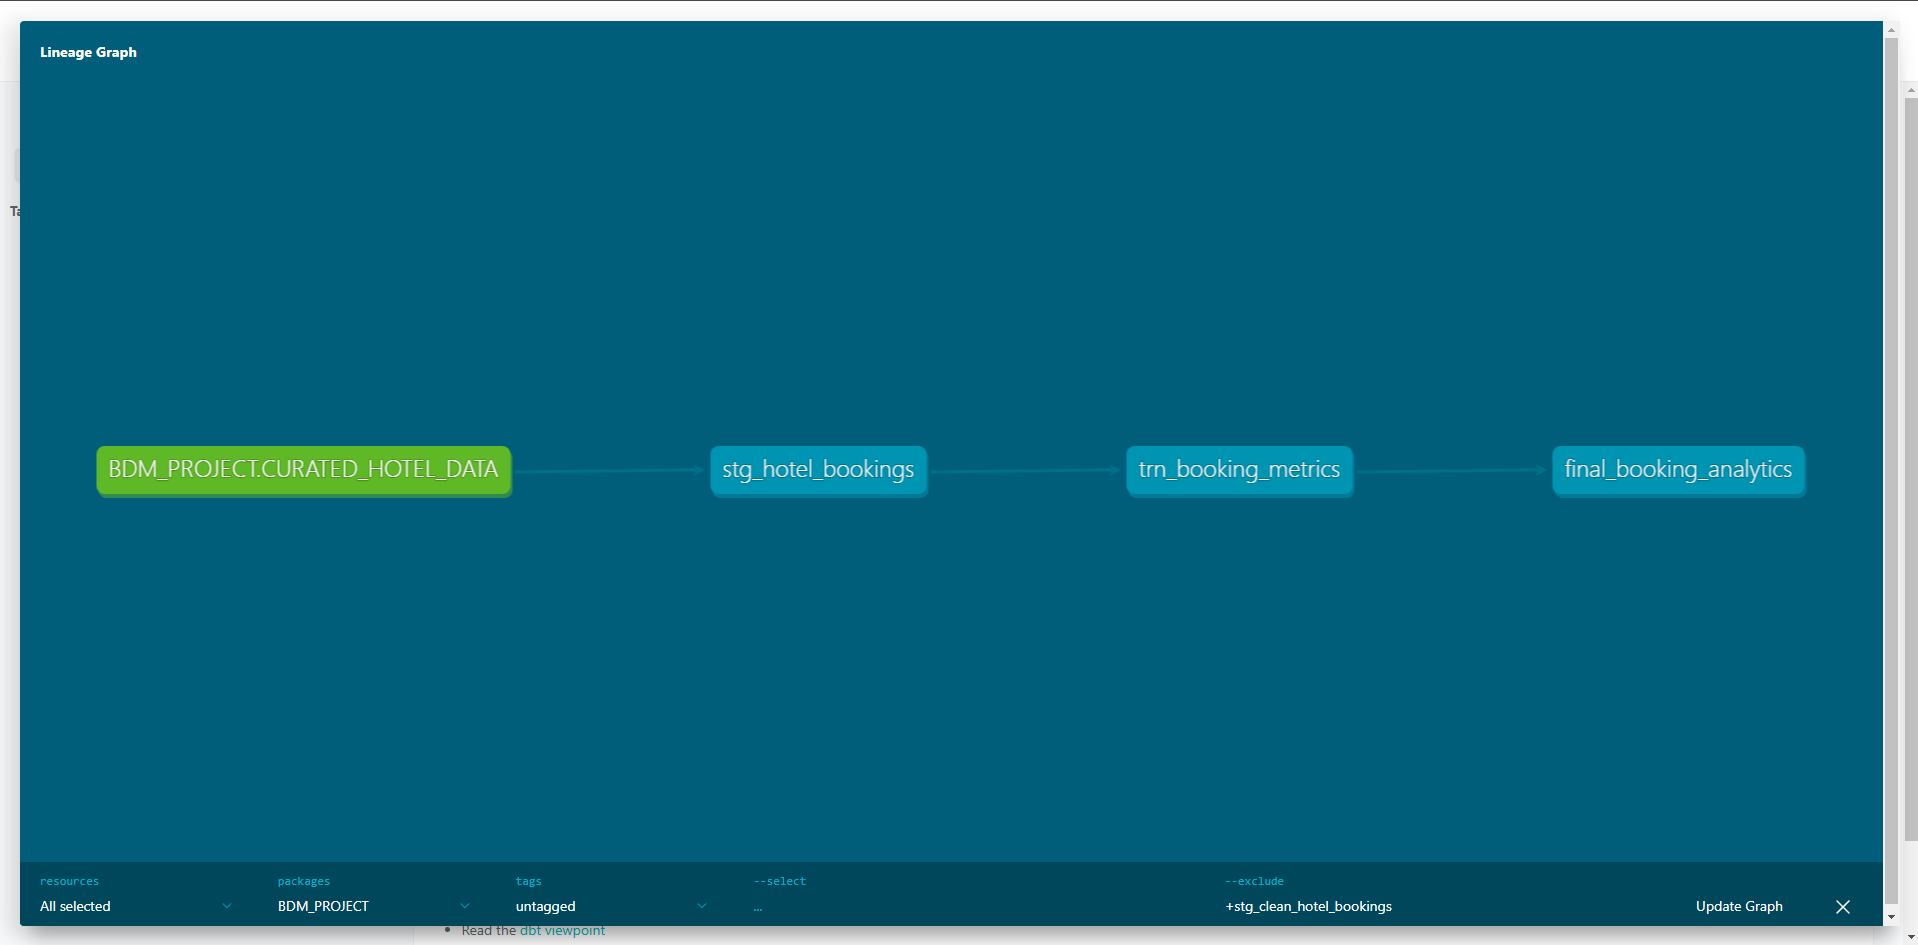 Lineage Graph
Ta
BDM_PROJECT.CURATED_HOTEL_DATA
stg_hotel_bookings
trn_booking_metrics
final_booking_analytics
resources
packages
tags
--select
--exclude
All selected
BDM_PROJECT
untagged
...
+stg_clean_hotel_bookings
Update Graph
Read the dbt viewpoint